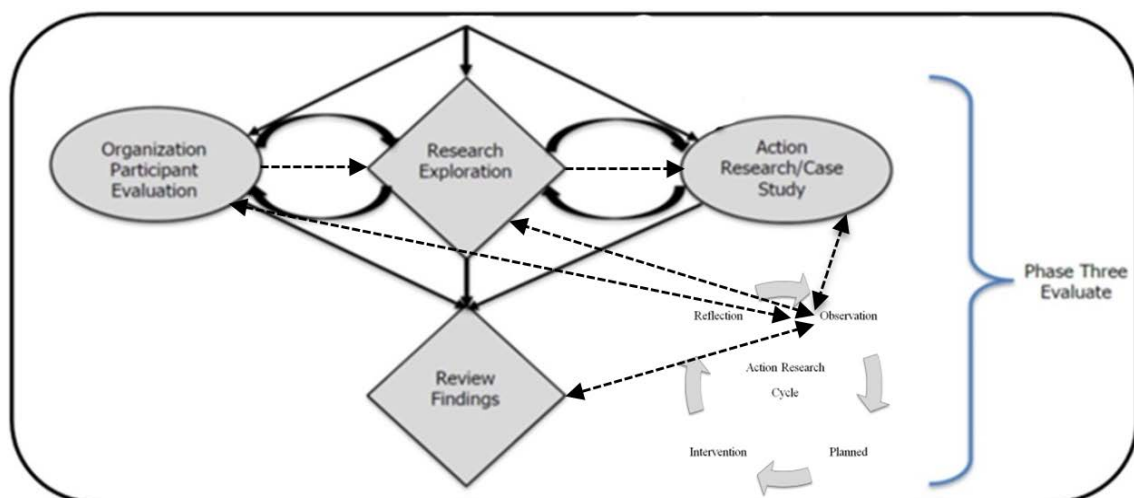 Organization
Participant
Evaluation
Research
Exploration
Action
Research/Case
Study
Phase Three
Evaluate
Reflection
Observation
Action Research
Cycle
Review
Findings
Intervention
Planned